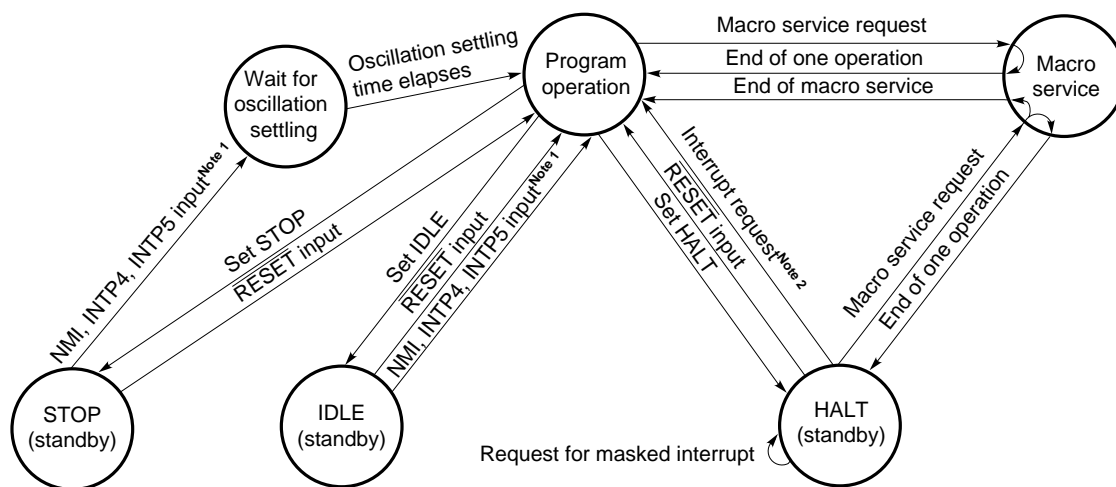 Wait for
oscillation
settling
Oscillation settling
time elapses
Program
operation
Macro service request
End of one operation
End of macro service
Macro
service
NMI, INTP4, INTP5 input Note 1
Set STOP
RESET input
Set IDLE
RESET input
NMI, INTP4, INTP5 input Note 1
Interrupt request Note 2
RESET input
Set HALT
Macro service request
End of one operation
STOP
(standby)
IDLE
(standby)
HALT
(standby)
Request for masked interrupt